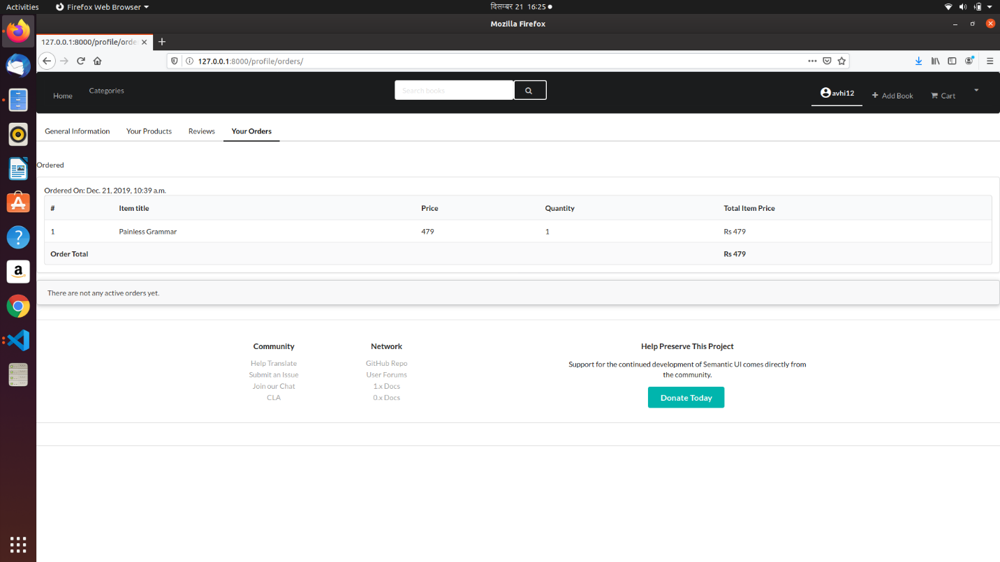 Activities Firefox Web Browser दिसम्बर 21 16:25
Mozilla Firefox
127.0.0.1:8000/profile/orde
127.0.0.1:8000/profile/orders/
Home Categories Search books avhi12 Add Book Cart
General Information Your Products Reviews Your Orders
Ordered
Ordered On: Dec. 21, 2019, 10:39 a.m.
# Item title Price Quantity Total Item Price
1 Painless Grammar 479 1 Rs 479
Order Total Rs 479
There are not any active orders yet.
Community Network Help Preserve This Project
Help Translate GitHub Repo Support for the continued development of Semantic UI comes directly from
Submit an Issue User Forums the community.
Join our Chat 1.x Docs
CLA 0.x Docs Donate Today